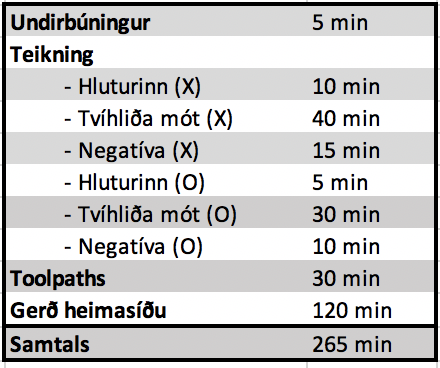 Undirbúningur 5 min
Teikning
- Hluturinn (X) 10 min
- Tvíhliða mót (X) 40 min
- Negatíva (X) 15 min
- Hluturinn (O) 5 min
- Tvíhliða mót (O) 30 min
- Negatíva (O) 10 min
Toolpaths 30 min
Gerð heimasíðu 120 min
Samtals 265 min